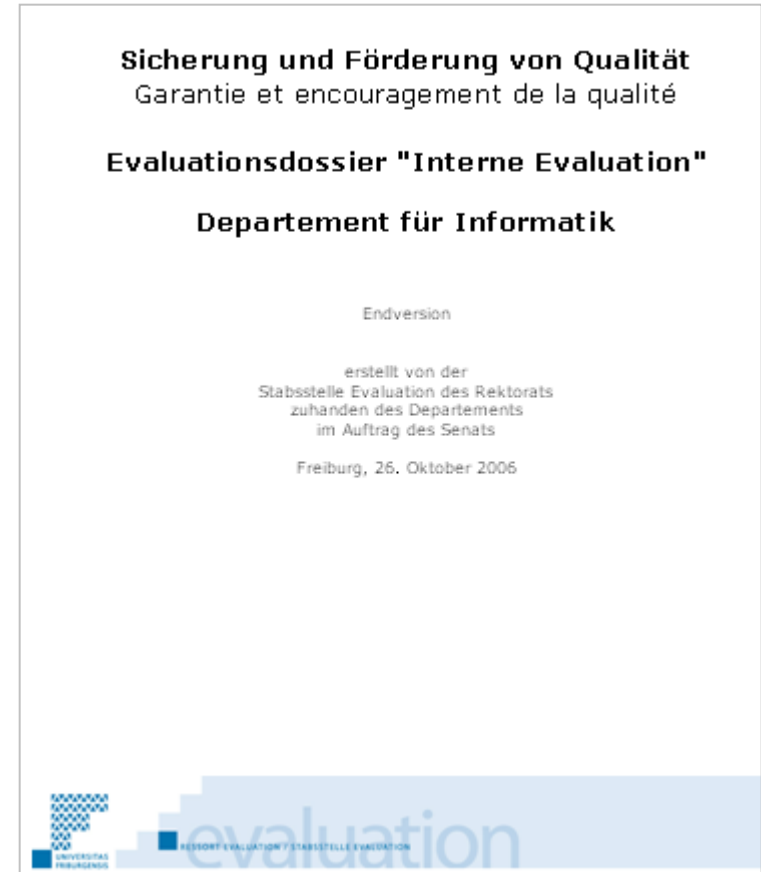 Sicherung und Förderung von Qualität
Garantie et encouragement de la qualité
Evaluationsdossier "Interne Evaluation"
Departement für Informatik
Endversion
erstellt von der
Stabsstelle Evaluation des Rektorats
zuhanden des Departements
im Auftrag des Senats
Freiburg, 26. Oktober 2006
evaluation
RESSORT EVALUATION / STABSSTELLE EVALUATION
UNIVERSITAS
FRIBURGENSIS